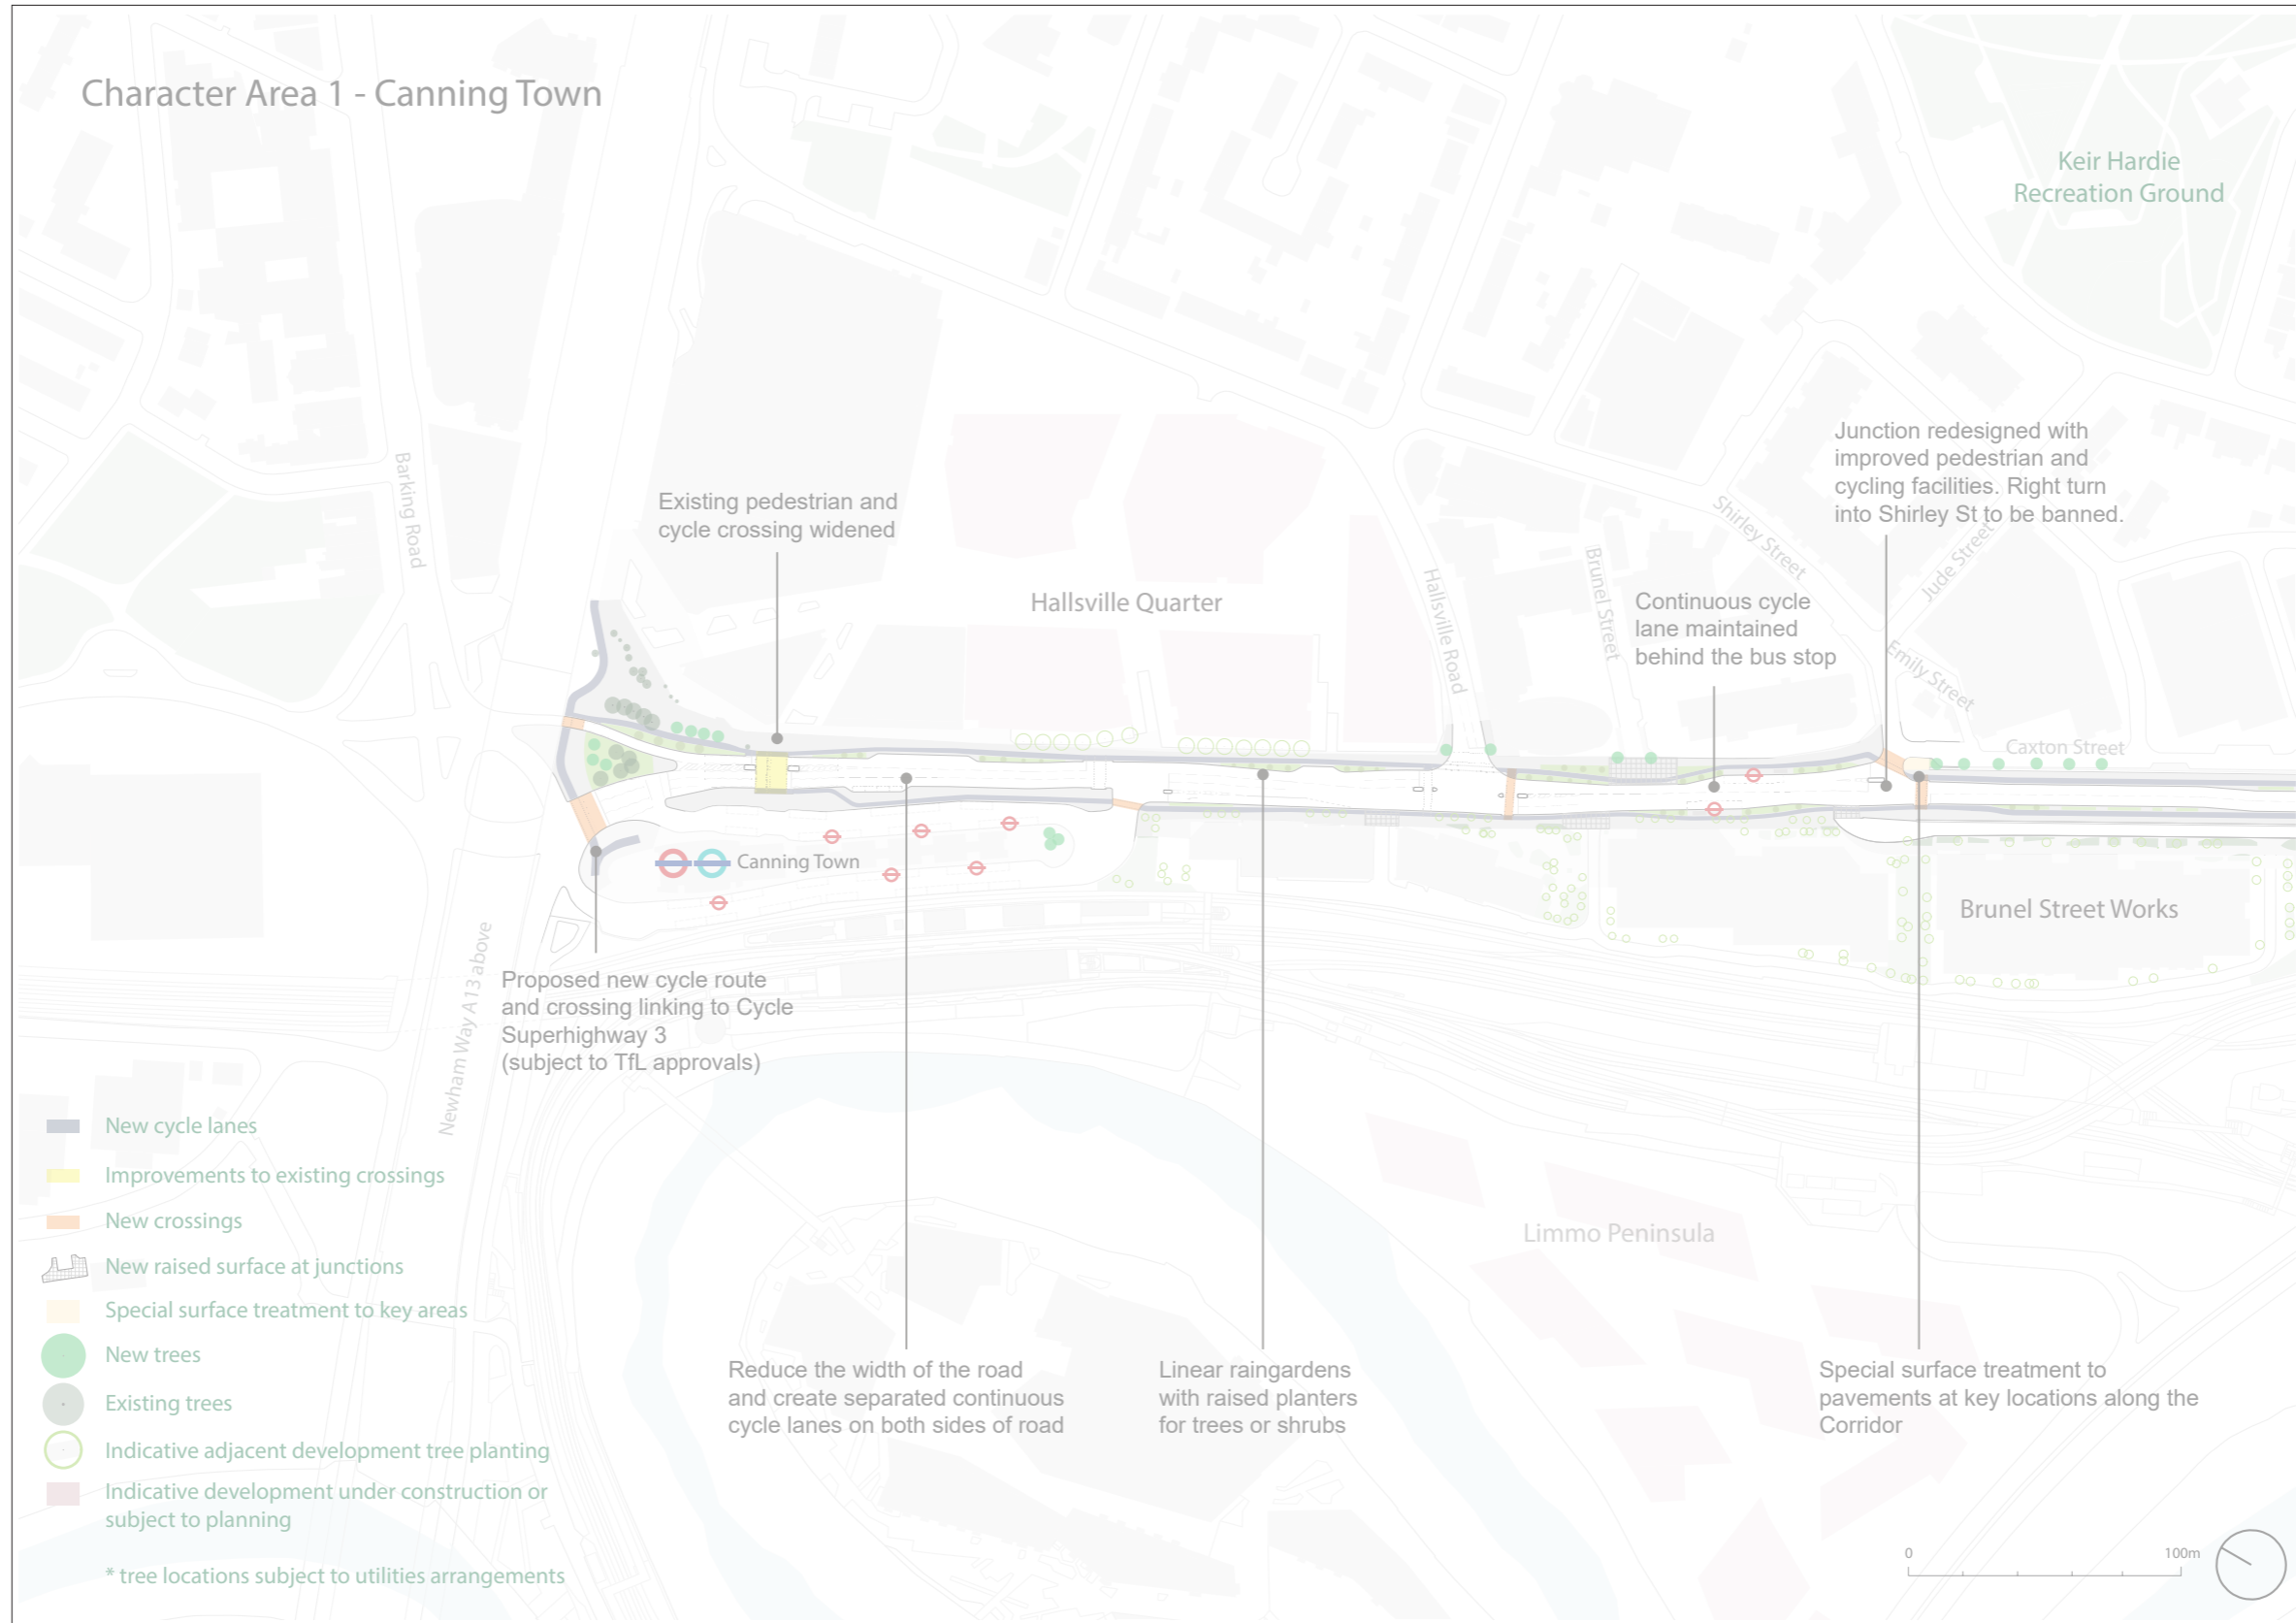 Character Area 1 - Canning Town
Keir Hardie
Recreation Ground
Barking Road
Existing pedestrian and
cycle crossing widened
Hallsville Quarter
Hallsville Road
Brunel Street
Shirley Street
Jude Street
Emily Street
Junction redesigned with
improved pedestrian and
cycling facilities. Right turn
into Shirley St to be banned.
Continuous cycle
lane maintained
behind the bus stop
Caxton Street
Canning Town
Brunel Street Works
Newham Way A13 above
Proposed new cycle route
and crossing linking to Cycle
Superhighway 3
(subject to TfL approvals)
Limmo Peninsula
Reduce the width of the road
and create separated continuous
cycle lanes on both sides of road
Linear raingardens
with raised planters
for trees or shrubs
Special surface treatment to
pavements at key locations along the
Corridor
New cycle lanes
Improvements to existing crossings
New crossings
New raised surface at junctions
Special surface treatment to key areas
New trees
Existing trees
Indicative adjacent development tree planting
Indicative development under construction or
subject to planning
* tree locations subject to utilities arrangements
0 100m